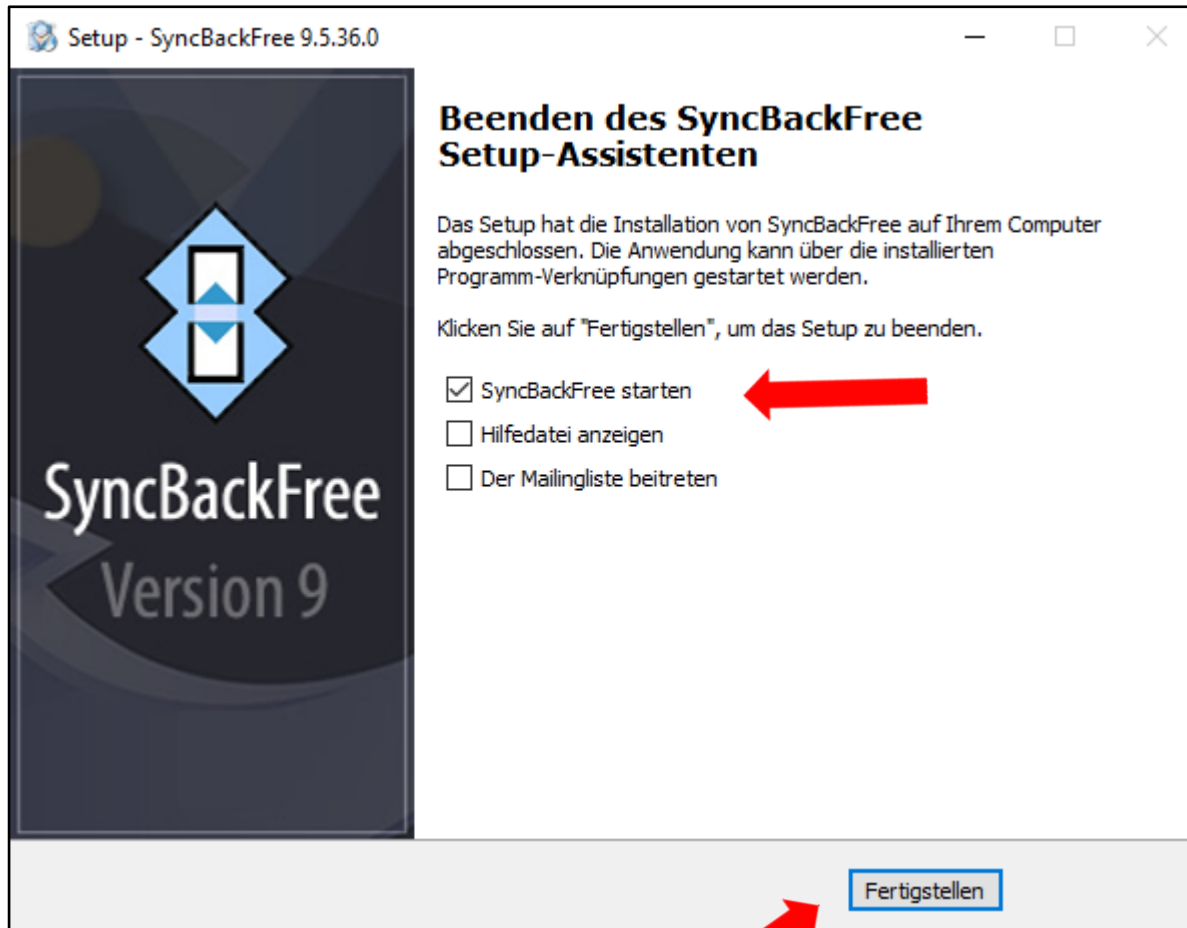 Setup - SyncBackFree 9.5.36.0
Beenden des SyncBackFree
Setup-Assistenten
Das Setup hat die Installation von SyncBackFree auf Ihrem Computer
abgeschlossen. Die Anwendung kann über die installierten
Programm-Verknüpfungen gestartet werden.
Klicken Sie auf "Fertigstellen", um das Setup zu beenden.
SyncBackFree starten
Hilfedatei anzeigen
Der Mailingliste beitreten
SyncBackFree
Version 9
Fertigstellen